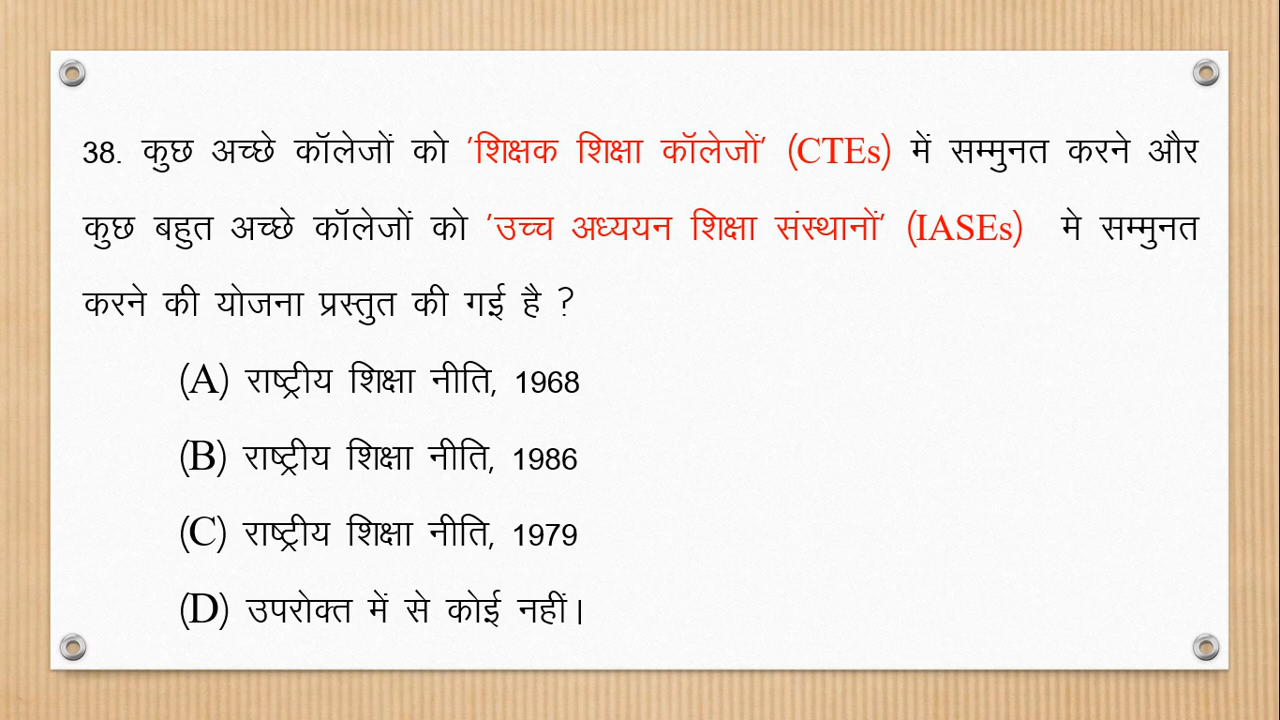 38. कुछ अच्छे कॉलेजों को 'शिक्षक शिक्षा कॉलेजों' (CTEs) में सम्मुनत करने और
कुछ बहुत अच्छे कॉलेजों को 'उच्च अध्ययन शिक्षा संस्थानों' (IASEs) मे सम्मुनत
करने की योजना प्रस्तुत की गई है ?
(A) राष्ट्रीय शिक्षा नीति, 1968
(B) राष्ट्रीय शिक्षा नीति, 1986
(C) राष्ट्रीय शिक्षा नीति, 1979
(D) उपरोक्त में से कोई नहीं।